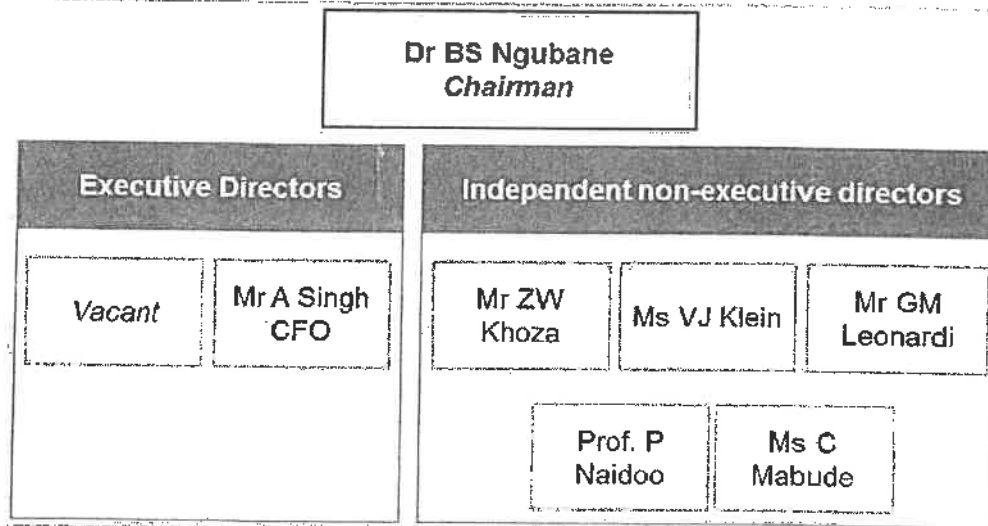 Dr BS Ngubane
Chairman
Executive Directors
Vacant
Mr A Singh
CFO
Independent non-executive directors
Mr ZW
Khoza
Ms VJ Klein
Mr GM
Leonardi
Prof. P
Naidoo
Ms C
Mabude